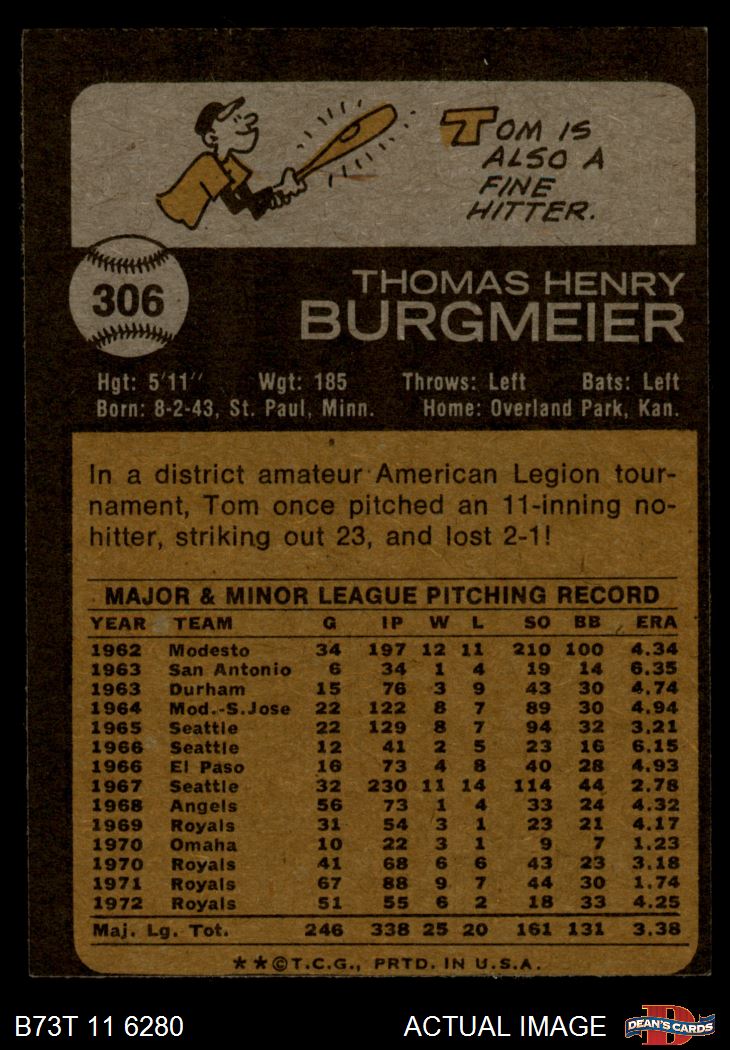 TOM IS
ALSO A
FINE
HITTER.
306
THOMAS HENRY
BURGMEIER
Hgt: 5'11" Wgt: 185 Throws: Left Bats: Left
Born: 8-2-43, St. Paul, Minn. Home: Overland Park, Kan.
In a district amateur American Legion tour-
nament, Tom once pitched an 11-inning no-
hitter, striking out 23, and lost 2-1!
MAJOR & MINOR LEAGUE PITCHING RECORD
YEAR TEAM G IP W L SO BB ERA
1962 Modesto 34 197 12 11 210 100 4.34
1963 San Antonio 6 34 1 4 19 14 6.35
1963 Durham 15 76 3 9 43 30 4.74
1964 Mod.-S.Jose 22 122 8 7 89 30 4.94
1965 Seattle 22 129 8 7 94 32 3.21
1966 Seattle 12 41 2 5 23 16 6.15
1966 El Paso 16 73 4 8 40 28 4.93
1967 Seattle 32 230 11 14 114 44 2.78
1968 Angels 56 73 1 4 33 24 4.32
1969 Royals 31 54 3 1 23 21 4.17
1970 Omaha 10 22 3 1 9 7 1.23
1970 Royals 41 68 6 6 43 23 3.18
1971 Royals 67 88 9 7 44 30 1.74
1972 Royals 51 55 6 2 18 33 4.25
Maj. Lg. Tot. 246 338 25 20 161 131 3.38
**©T.C.G., PRTD. IN U.S.A.
B73T 11 6280 ACTUAL IMAGE
D
DEAN'S CARDS